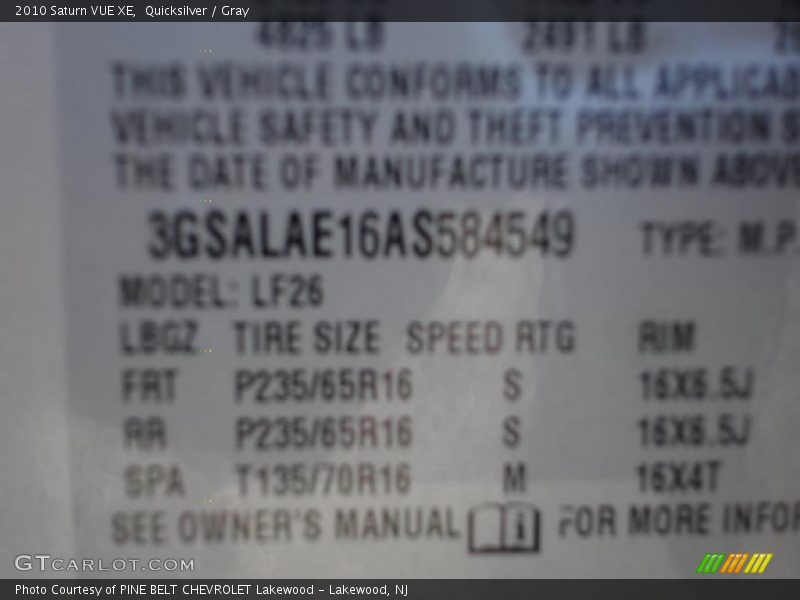 2010 Saturn VUE XE, Quicksilver / Gray
4825 LB 2491 LB
THIS VEHICLE CONFORMS TO ALL APPLICAB
VEHICLE SAFETY AND THEFT PREVENTION S
THE DATE OF MANUFACTURE SHOWN ABOVE
3GSALAE16AS584549 TYPE: M.P.
MODEL: LF26
LBGZ TIRE SIZE SPEED RTG RIM
FRT P235/65R16 S 16X6.5J
RR P235/65R16 S 16X6.5J
SPA T135/70R16 M 16X4T
SEE OWNER'S MANUAL FOR MORE INFOR
GTCARLOT.COM
Photo Courtesy of PINE BELT CHEVROLET Lakewood - Lakewood, NJ